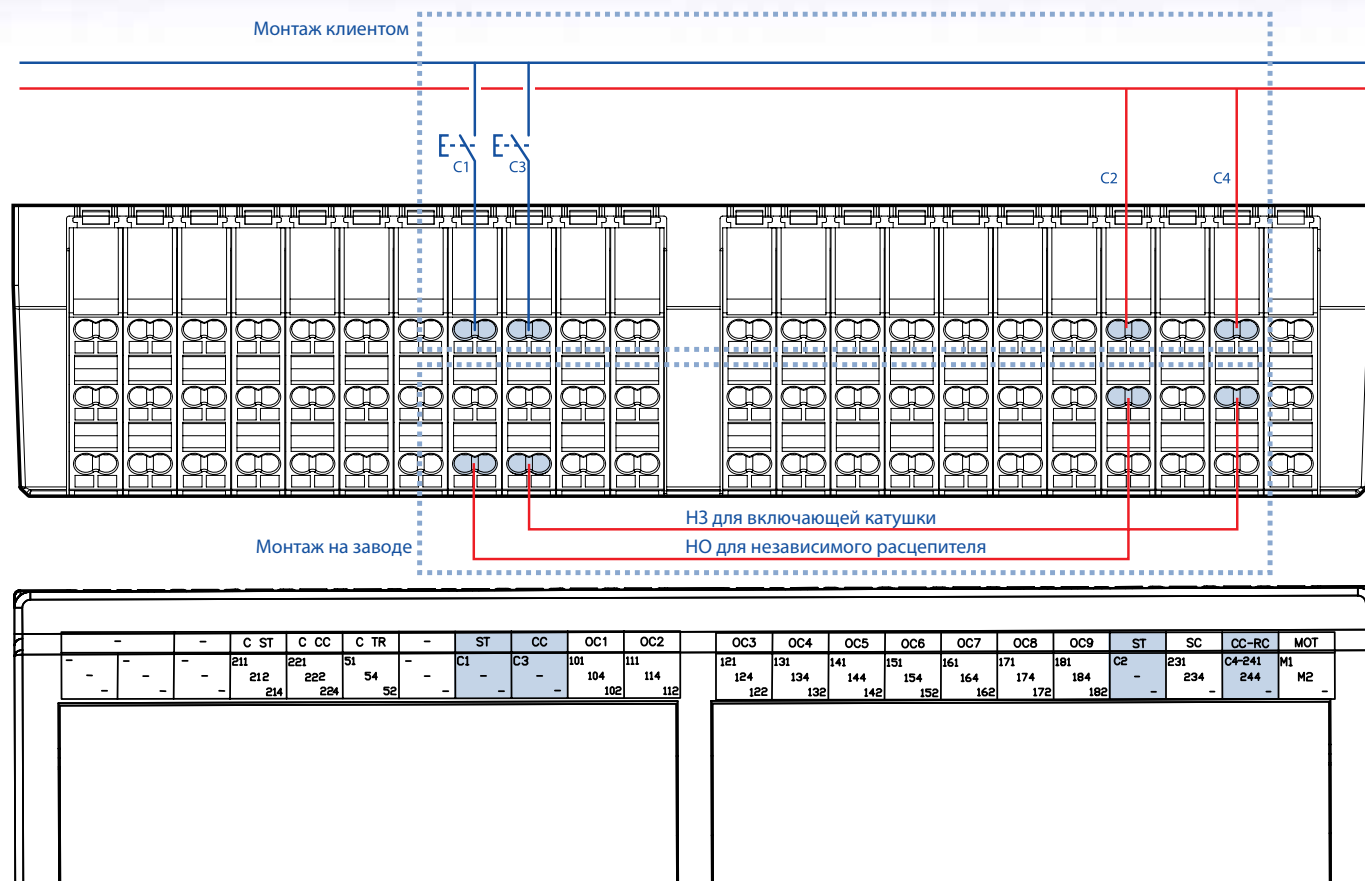 Монтаж клиентом
C1 C3 C2 C4
НЗ для включающей катушки
Монтаж на заводе НО для независимого расцепителя
- - C ST C CC C TR - ST CC OC1 OC2 OC3 OC4 OC5 OC6 OC7 OC8 OC9 ST SC CC-RC MOT
- - - 211 221 51 - C1 C3 101 111 121 131 141 151 161 171 181 C2 231 C4-241 M1
- - - 212 222 54 - - - 104 114 124 134 144 154 164 174 184 - 234 244 M2
- - - 214 224 52 - - - 102 112 122 132 142 152 162 172 182 - - - -